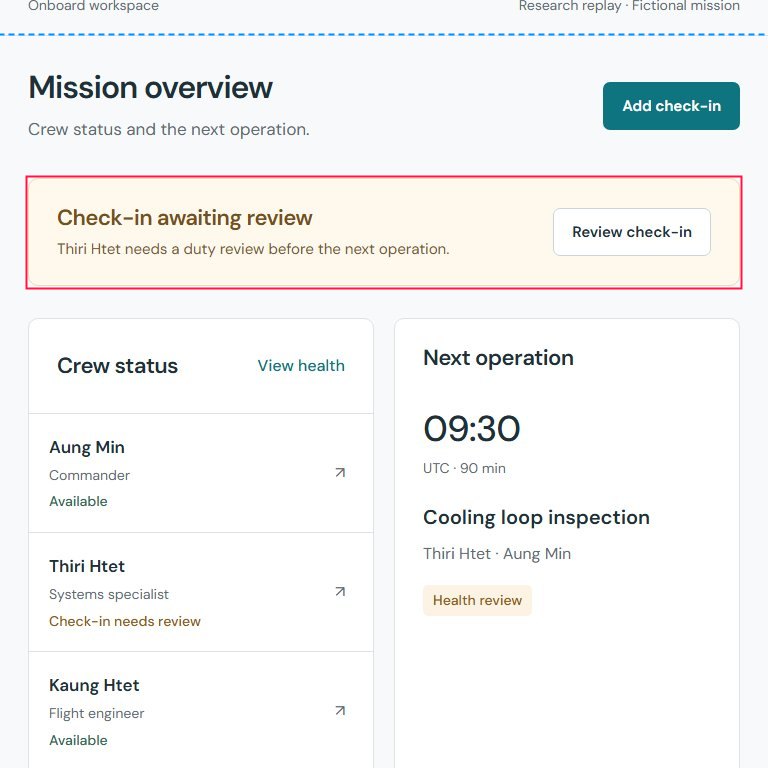 Onboard workspace
Research replay · Fictional mission
Mission overview
Crew status and the next operation.
Add check-in
Check-in awaiting review
Thiri Htet needs a duty review before the next operation.
Review check-in
Crew status
View health
Aung Min
Commander
Available
Thiri Htet
Systems specialist
Check-in needs review
Kaung Htet
Flight engineer
Available
Next operation
09:30
UTC · 90 min
Cooling loop inspection
Thiri Htet · Aung Min
Health review